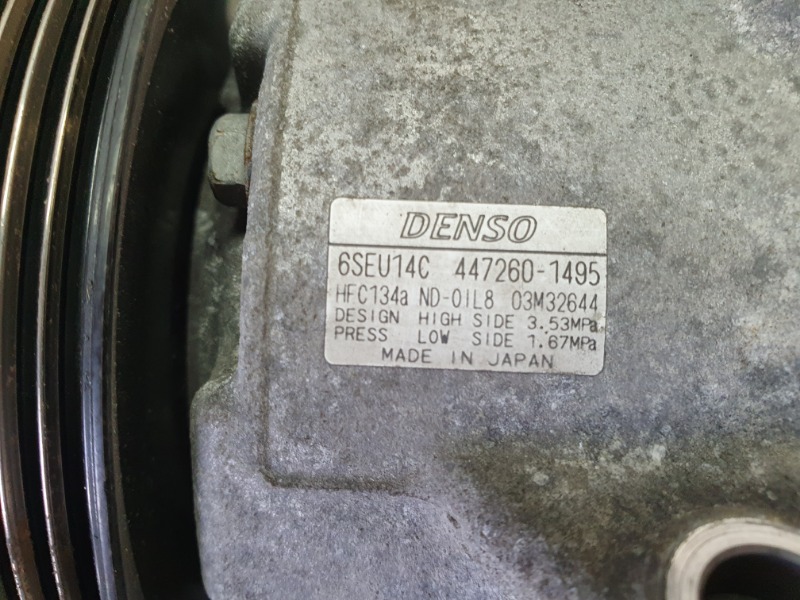 DENSO
6SEU14C 447260-1495
HFC134a ND-OIL8 03M32644
DESIGN HIGH SIDE 3.53MPa
PRESS LOW SIDE 1.67MPa
MADE IN JAPAN